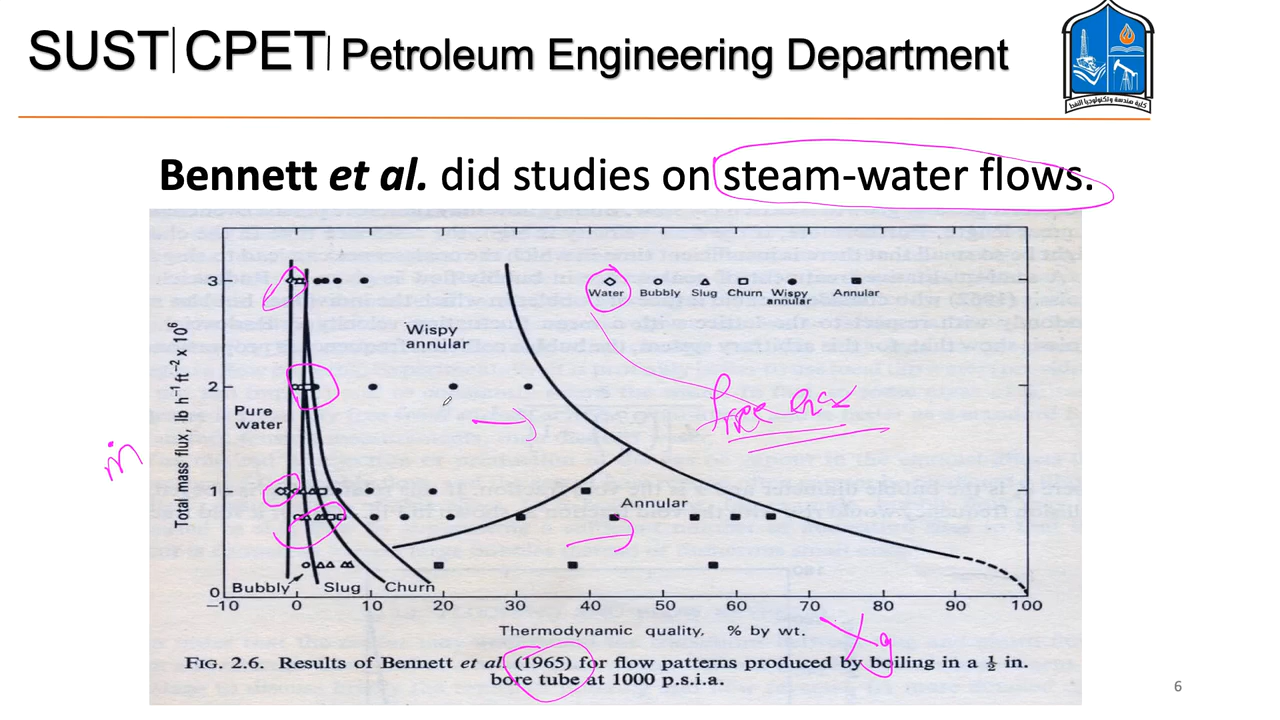 SUST|CPET| Petroleum Engineering Department
كلية هندسة وتكنولوجيا النفط
Bennett et al. did studies on steam-water flows.
Total mass flux, lb h⁻¹ ft⁻² x 10⁶
ṁ
3
2
1
0
Water Bubbly Slug Churn Wispy annular Annular
Wispy
annular
Pure
water
Annular
Bubbly Slug Churn
−10 0 10 20 30 40 50 60 70 80 90 100
Thermodynamic quality, % by wt.
Xg
FIG. 2.6. Results of Bennett et al. (1965) for flow patterns produced by boiling in a ½ in.
bore tube at 1000 p.s.i.a.
6